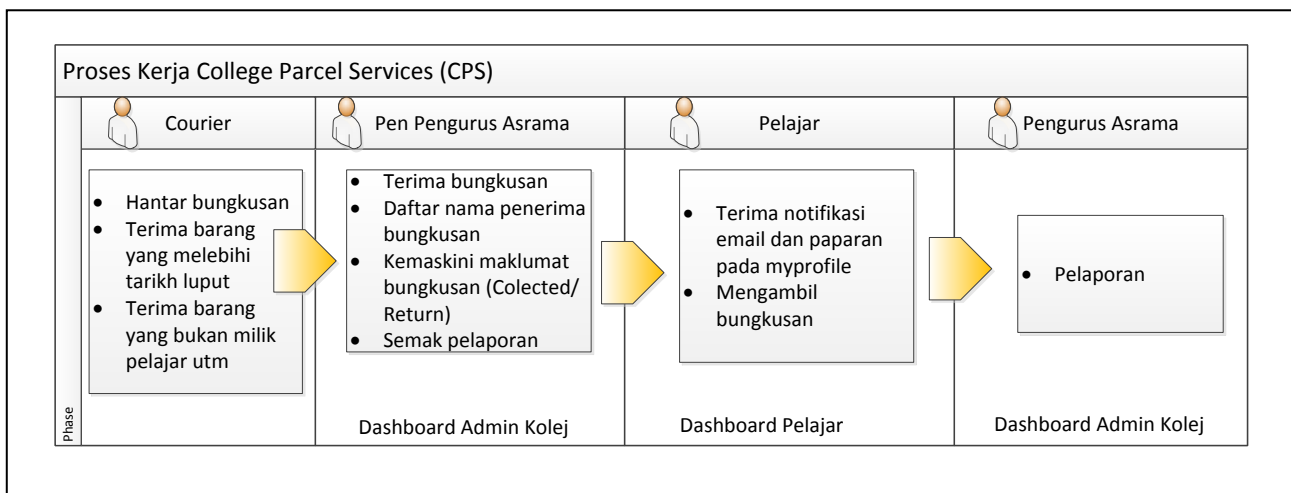 Proses Kerja College Parcel Services (CPS)
Phase
Courier
Pen Pengurus Asrama
Pelajar
Pengurus Asrama
• Hantar bungkusan
• Terima barang
yang melebihi
tarikh luput
• Terima barang
yang bukan milik
pelajar utm
• Terima bungkusan
• Daftar nama penerima
bungkusan
• Kemaskini maklumat
bungkusan (Colected/
Return)
• Semak pelaporan
Dashboard Admin Kolej
• Terima notifikasi
email dan paparan
pada myprofile
• Mengambil
bungkusan
Dashboard Pelajar
• Pelaporan
Dashboard Admin Kolej